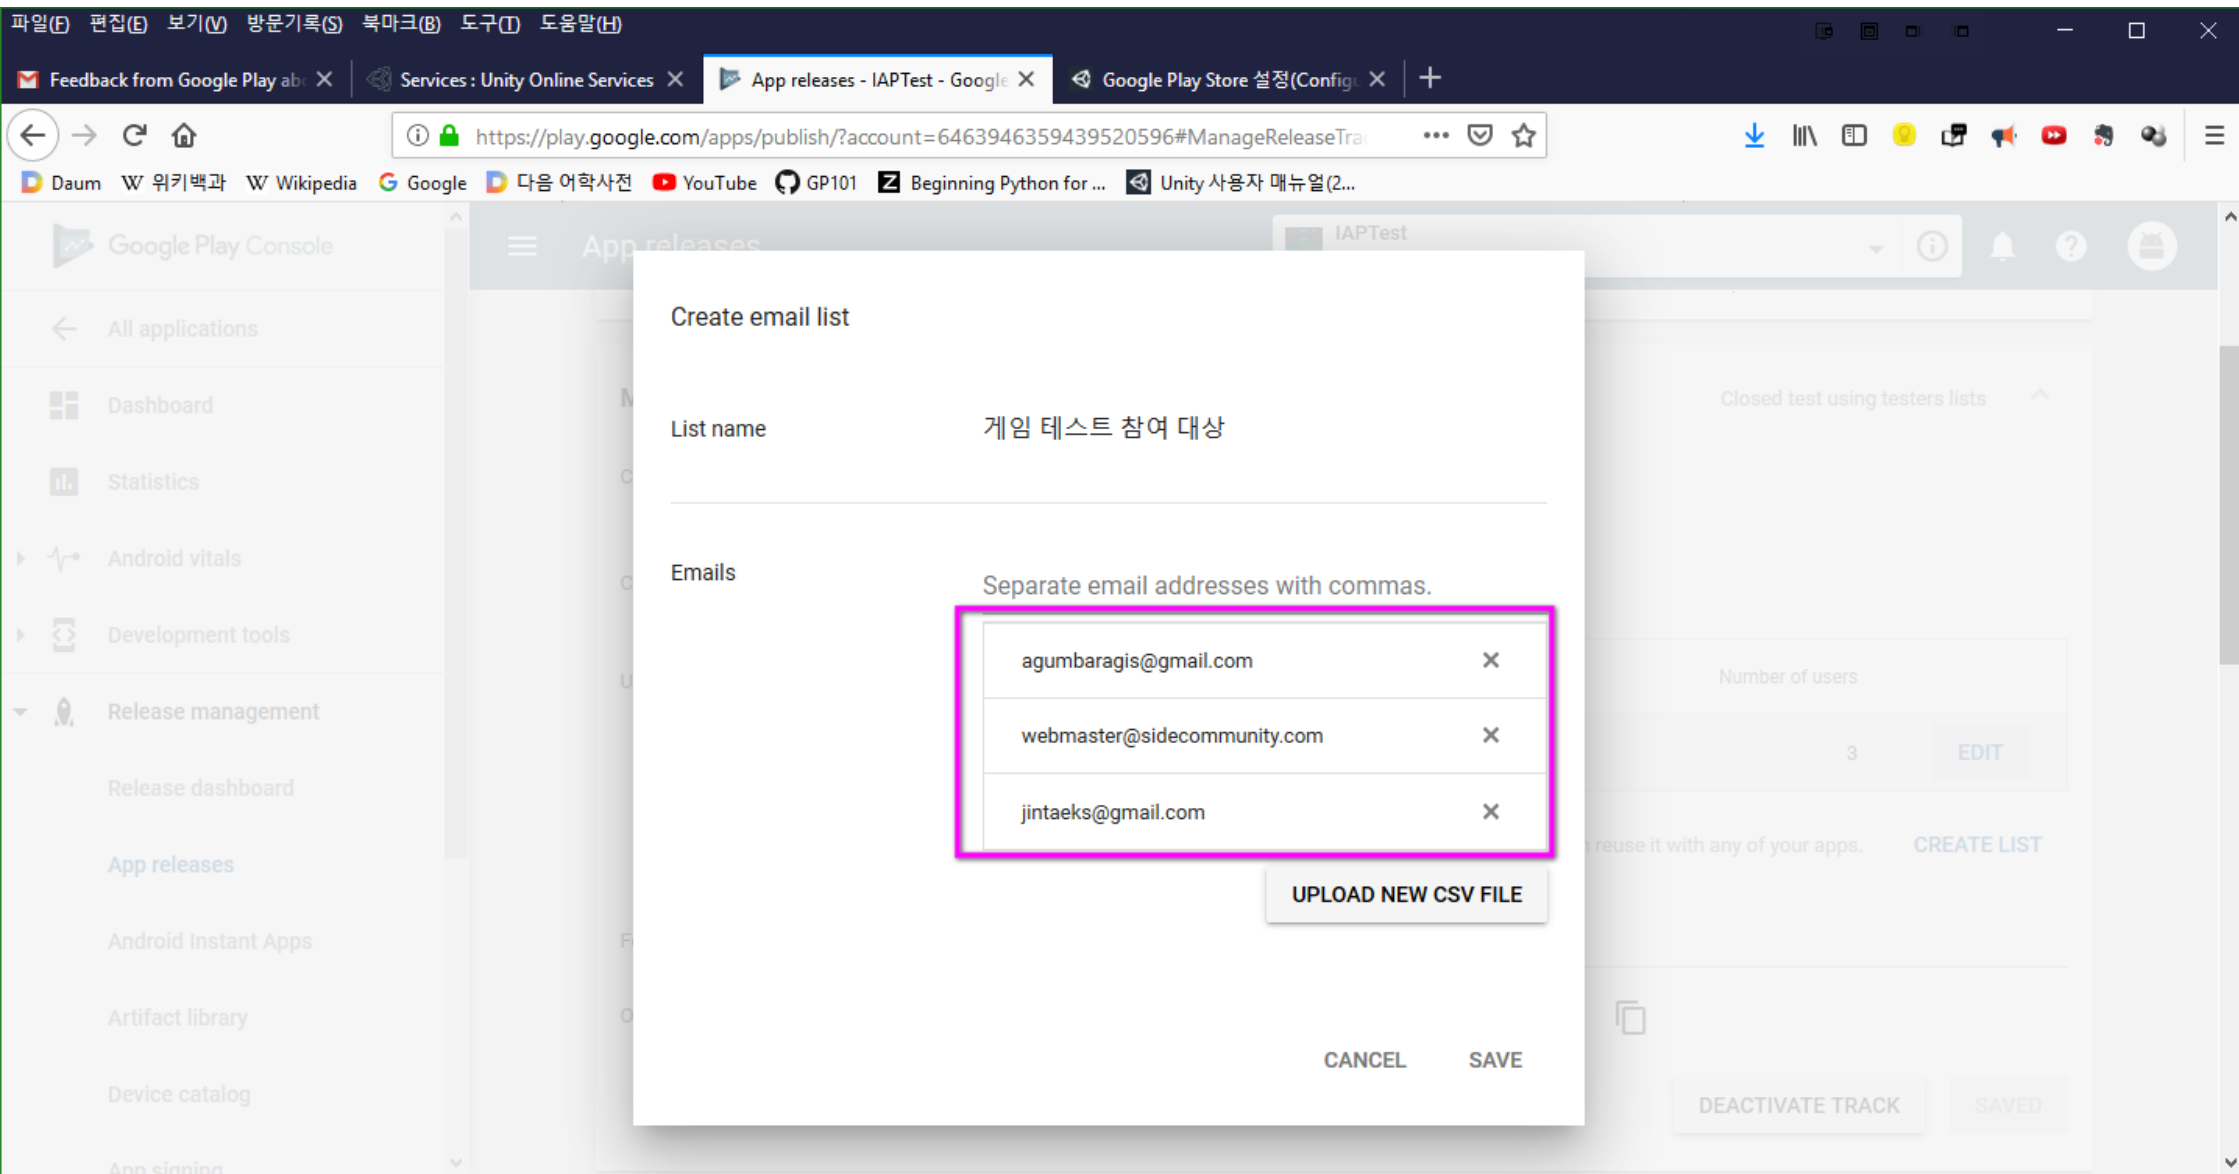 파일(F) 편집(E) 보기(V) 방문기록(S) 북마크(B) 도구(T) 도움말(H)
Feedback from Google Play abo
Services : Unity Online Services
App releases - IAPTest - Google
Google Play Store 설정(Configu
https://play.google.com/apps/publish/?account=6463946359439520596#ManageReleaseTra
Daum 위키백과 Wikipedia Google 다음 어학사전 YouTube GP101 Beginning Python for ... Unity 사용자 매뉴얼(2...
Google Play Console
App releases
IAPTest
All applications
Dashboard
Statistics
Android vitals
Development tools
Release management
Release dashboard
App releases
Android Instant Apps
Artifact library
Device catalog
App signing
Create email list
List name
게임 테스트 참여 대상
Emails
Separate email addresses with commas.
agumbaragis@gmail.com
webmaster@sidecommunity.com
jintaeks@gmail.com
UPLOAD NEW CSV FILE
CANCEL SAVE
Closed test using testers lists
Number of users
3 EDIT
reuse it with any of your apps. CREATE LIST
DEACTIVATE TRACK SAVED